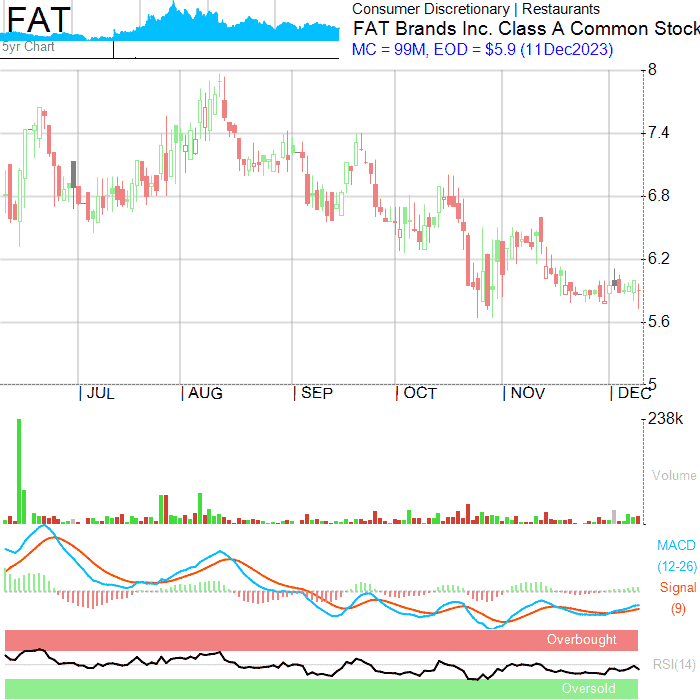 FAT
5yr Chart
Consumer Discretionary | Restaurants
FAT Brands Inc. Class A Common Stock
MC = 99M, EOD = $5.9 (11Dec2023)
8
7.4
6.8
6.2
5.6
5
| JUL | AUG | SEP | OCT | NOV | DEC
238k
Volume
MACD
(12-26)
Signal
(9)
Overbought
RSI(14)
Oversold